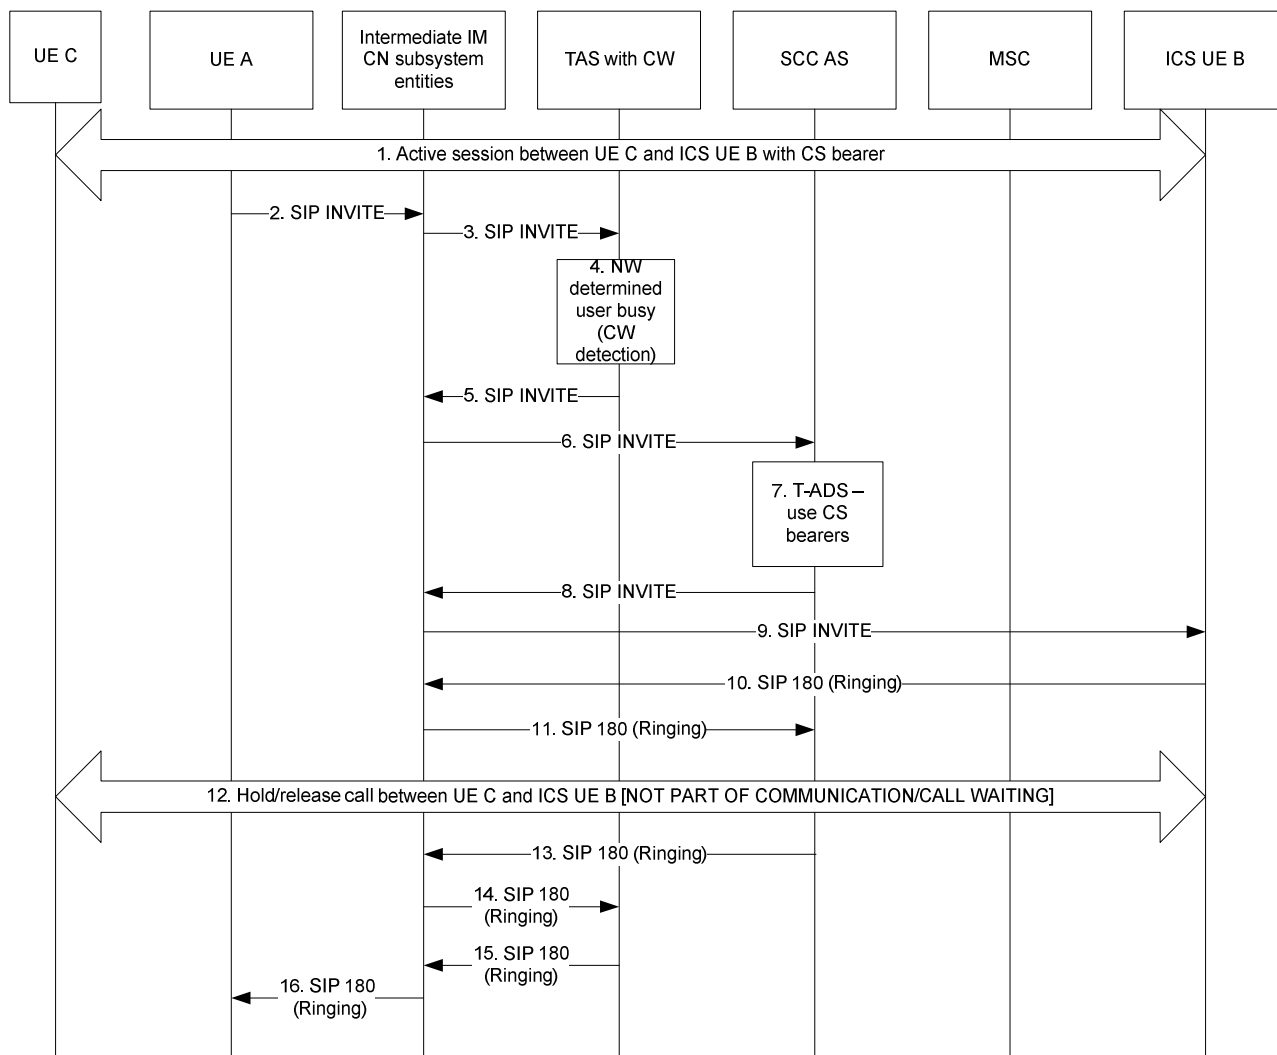 UE C
UE A
Intermediate IM
CN subsystem
entities
TAS with CW
SCC AS
MSC
ICS UE B
1. Active session between UE C and ICS UE B with CS bearer
2. SIP INVITE
3. SIP INVITE
4. NW
determined
user busy
(CW
detection)
5. SIP INVITE
6. SIP INVITE
7. T-ADS –
use CS
bearers
8. SIP INVITE
9. SIP INVITE
10. SIP 180 (Ringing)
11. SIP 180 (Ringing)
12. Hold/release call between UE C and ICS UE B [NOT PART OF COMMUNICATION/CALL WAITING]
13. SIP 180 (Ringing)
14. SIP 180
(Ringing)
15. SIP 180
(Ringing)
16. SIP 180
(Ringing)